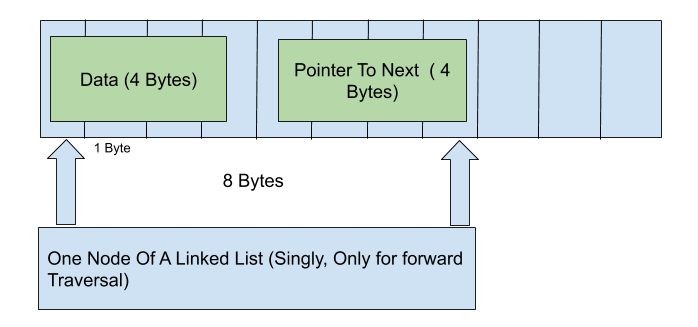 Data (4 Bytes)
Pointer To Next ( 4
Bytes)
1 Byte
8 Bytes
One Node Of A Linked List (Singly, Only for forward
Traversal)